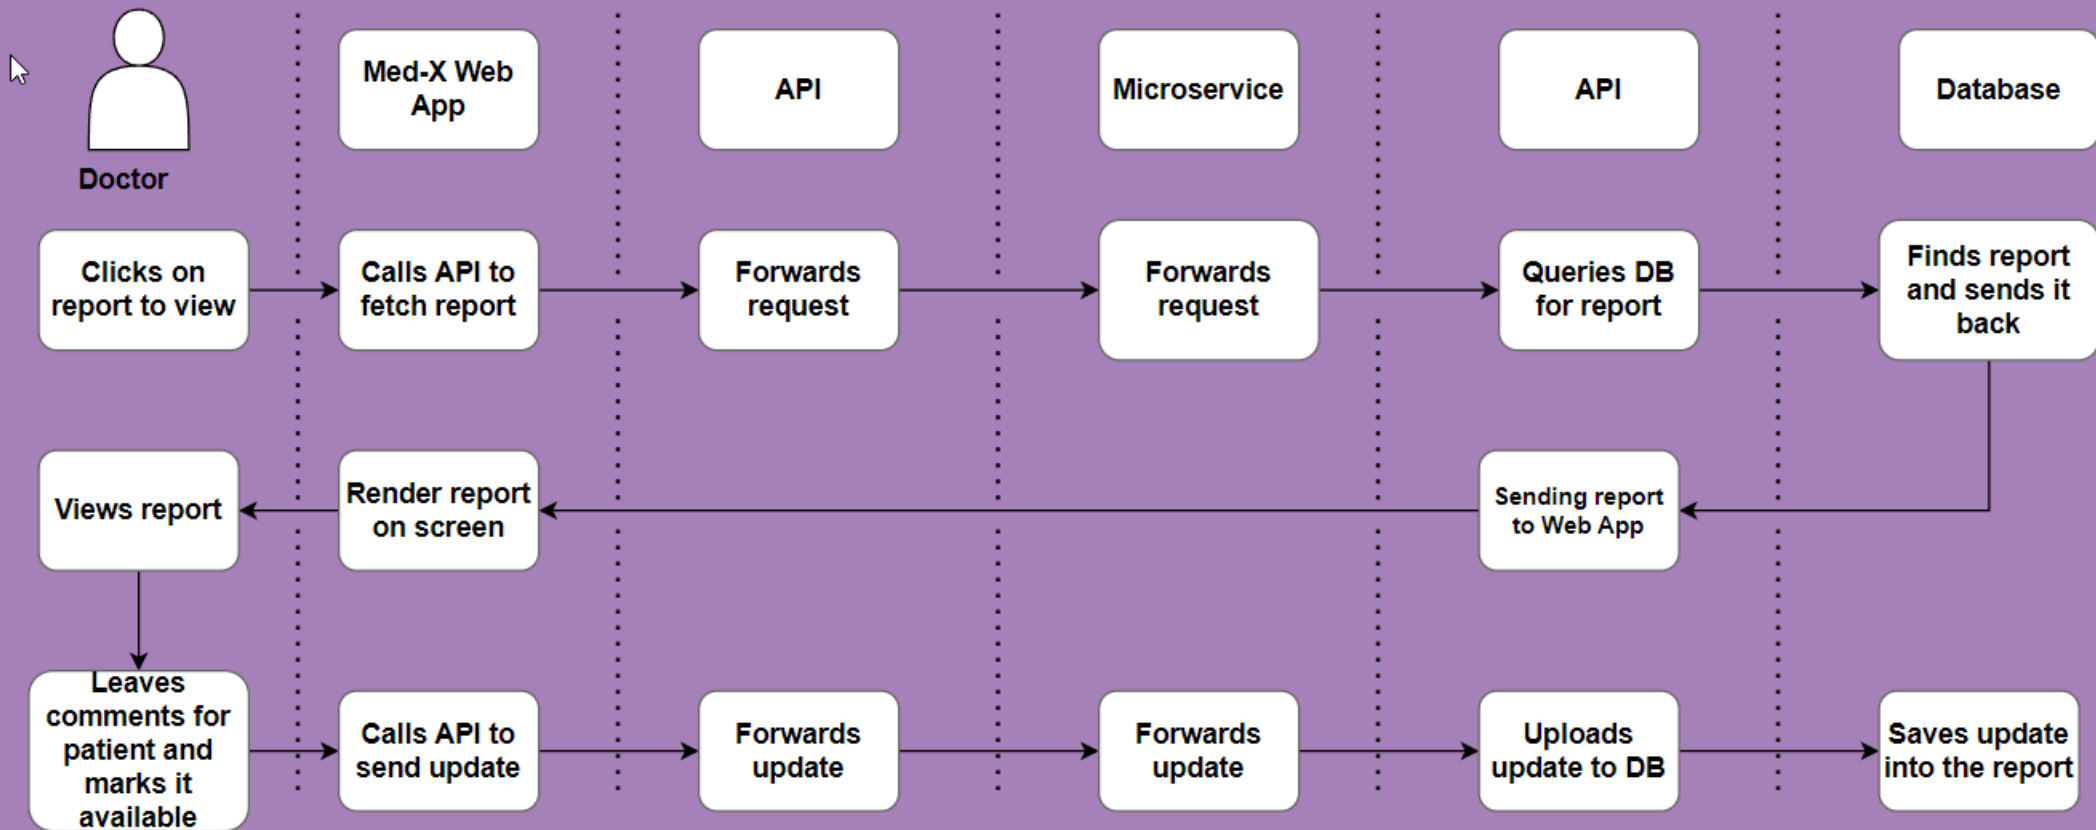 Med-X Web
App
API
Microservice
API
Database
Doctor
Clicks on
report to view
Calls API to
fetch report
Forwards
request
Forwards
request
Queries DB
for report
Finds report
and sends it
back
Views report
Render report
on screen
Sending report
to Web App
Leaves
comments for
patient and
marks it
available
Calls API to
send update
Forwards
update
Forwards
update
Uploads
update to DB
Saves update
into the report